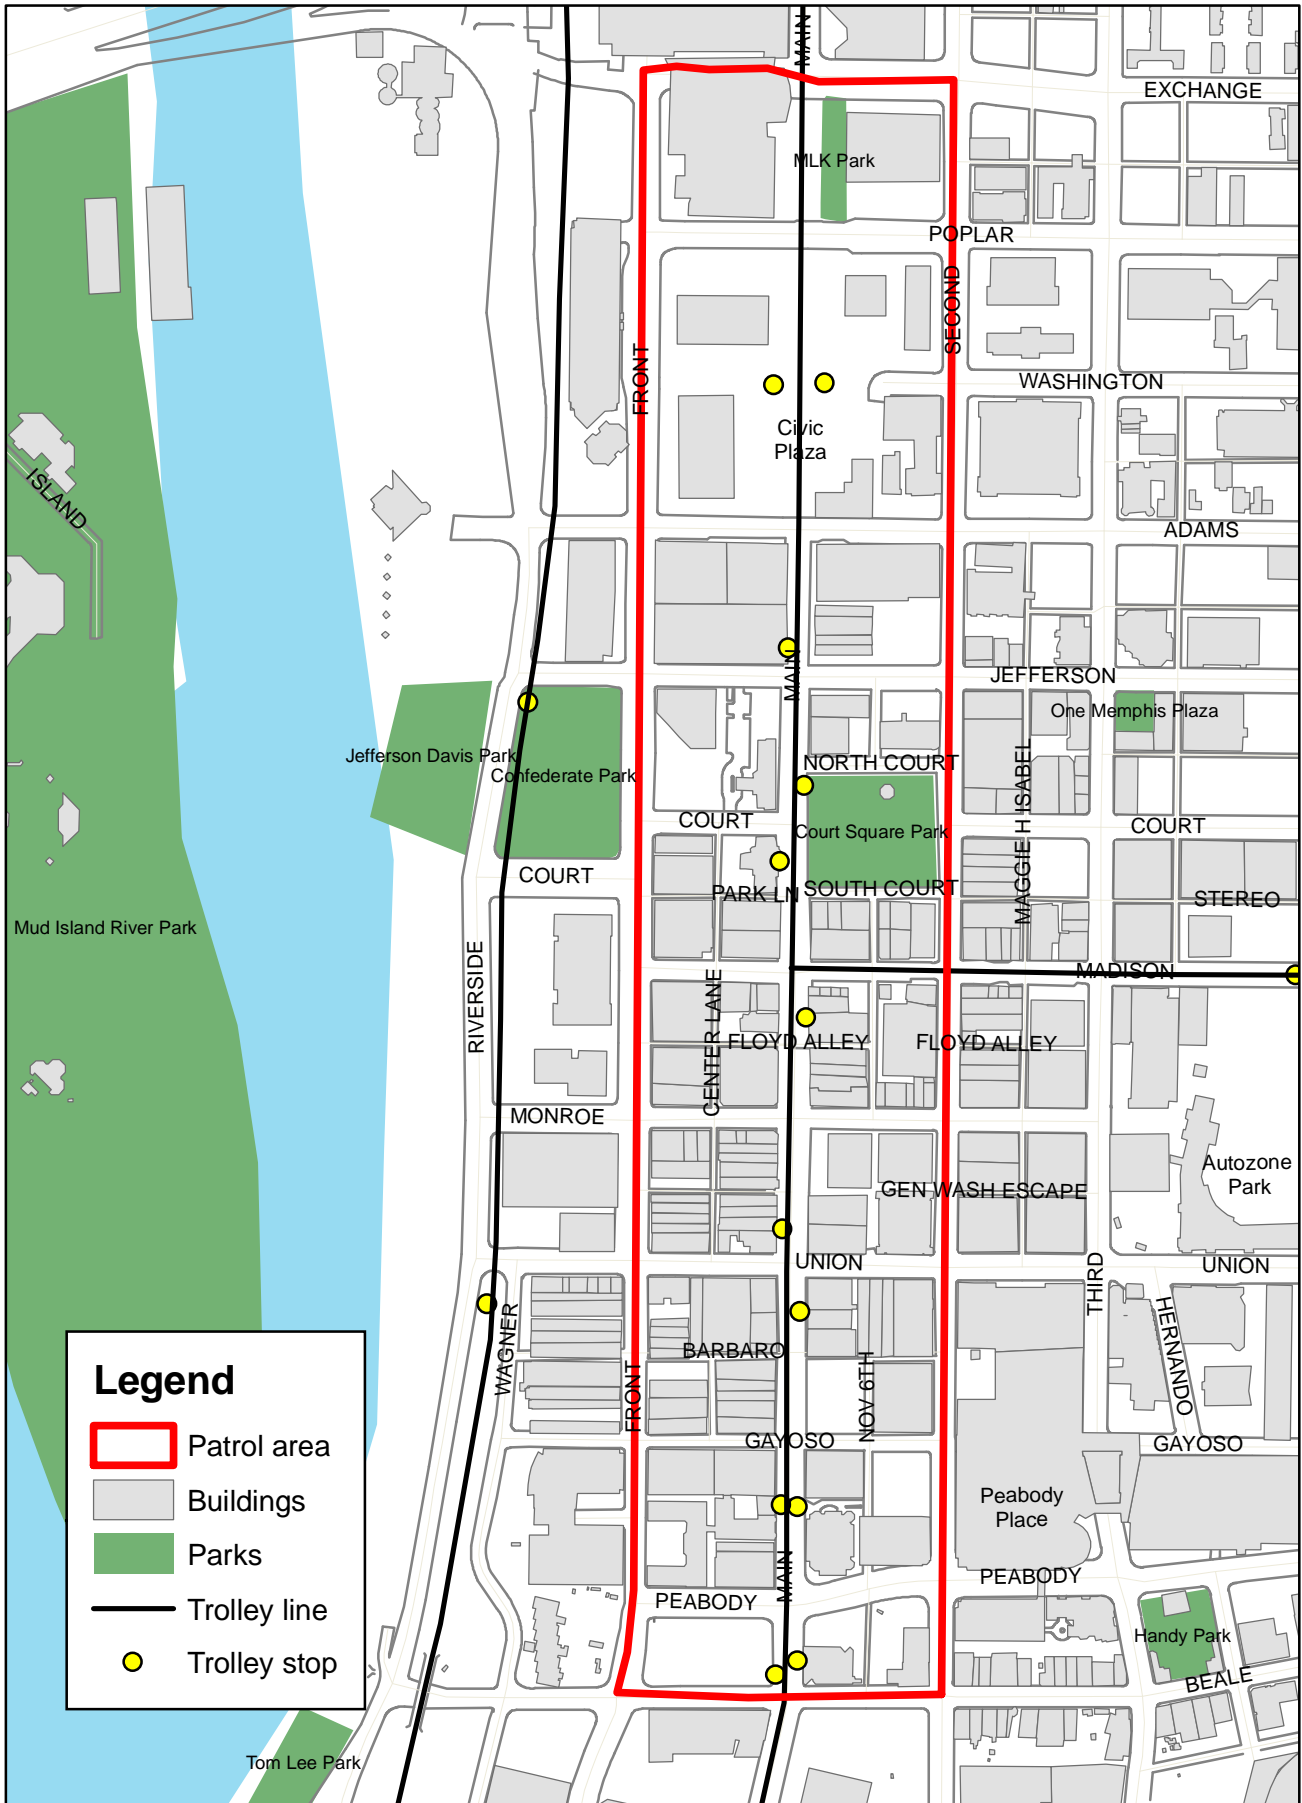 MAIN
EXCHANGE
MLK Park
POPLAR
SECOND
FRONT
WASHINGTON
Civic
Plaza
ISLAND
ADAMS
MAIN
JEFFERSON
One Memphis Plaza
Jefferson Davis Park
Confederate Park
NORTH COURT
MAGGIE H ISABEL
COURT
Court Square Park
COURT
COURT
PARK LN
SOUTH COURT
STEREO
Mud Island River Park
RIVERSIDE
MADISON
CENTER LANE
FLOYD ALLEY
FLOYD ALLEY
MONROE
Autozone
Park
GEN WASH ESCAPE
UNION
UNION
THIRD
HERNANDO
WAGNER
BARBARO
FRONT
NOV 6TH
GAYOSO
GAYOSO
Peabody
Place
MAIN
PEABODY
PEABODY
Handy Park
BEALE
Tom Lee Park
Legend
Patrol area
Buildings
Parks
Trolley line
Trolley stop